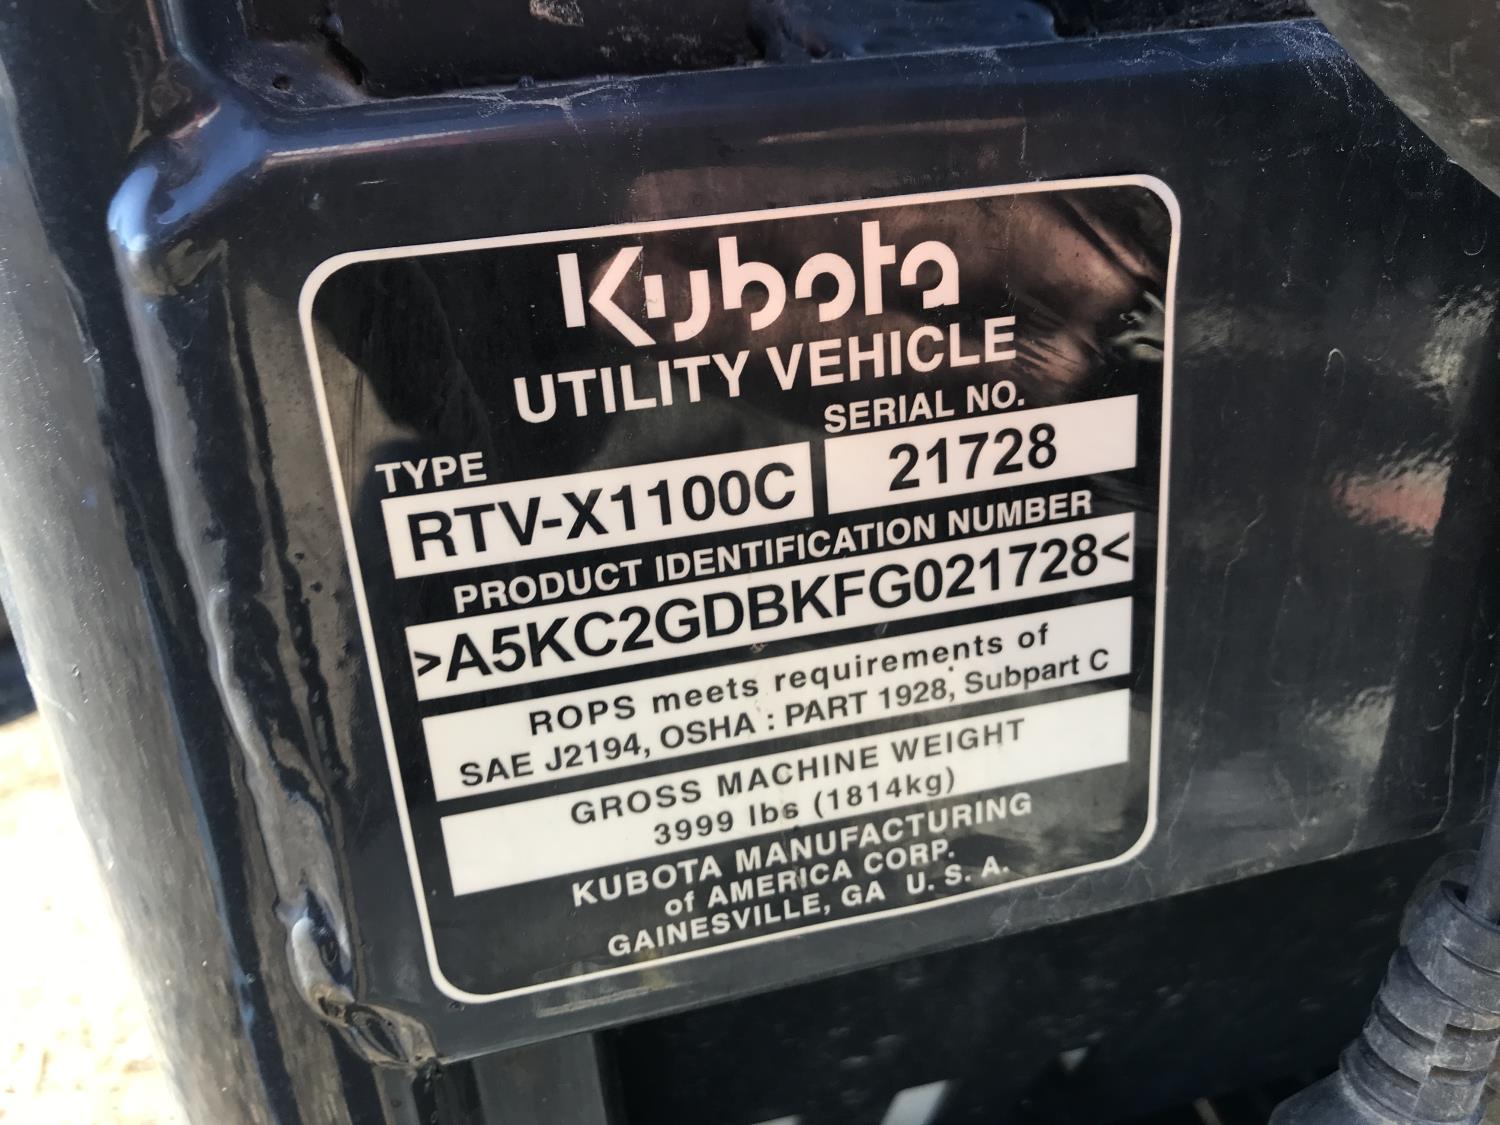 Kubota
UTILITY VEHICLE
SERIAL NO.
21728
TYPE
RTV-X1100C
PRODUCT IDENTIFICATION NUMBER
>A5KC2GDBKFG021728<
ROPS meets requirements of
SAE J2194, OSHA : PART 1928, Subpart C
GROSS MACHINE WEIGHT
3999 lbs (1814kg)
KUBOTA MANUFACTURING
of AMERICA CORP.
GAINESVILLE, GA U. S. A.